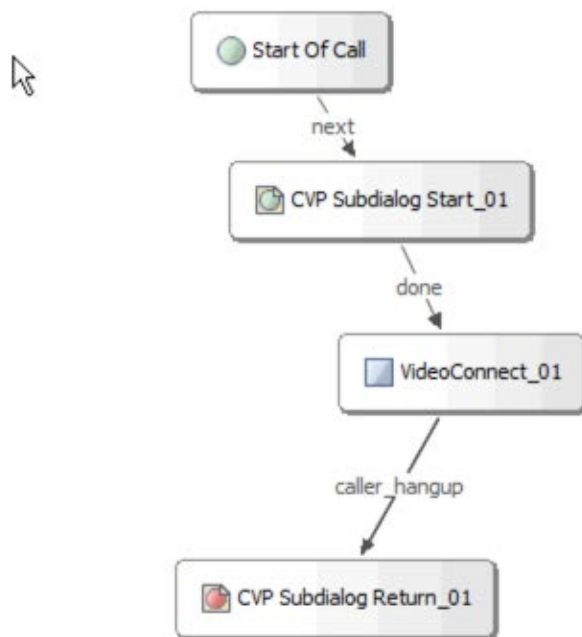 Start Of Call
next
CVP Subdialog Start_01
done
VideoConnect_01
caller_hangup
CVP Subdialog Return_01